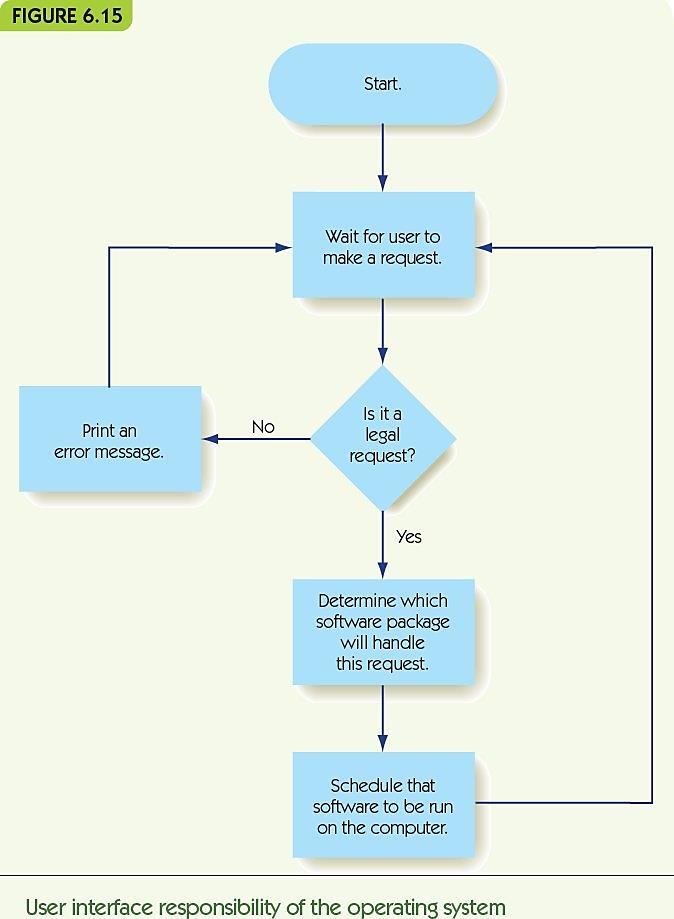 FIGURE 6.15
Start.
Wait for user to
make a request.
Is it a
legal
request?
No
Print an
error message.
Yes
Determine which
software package
will handle
this request.
Schedule that
software to be run
on the computer.
User interface responsibility of the operating system